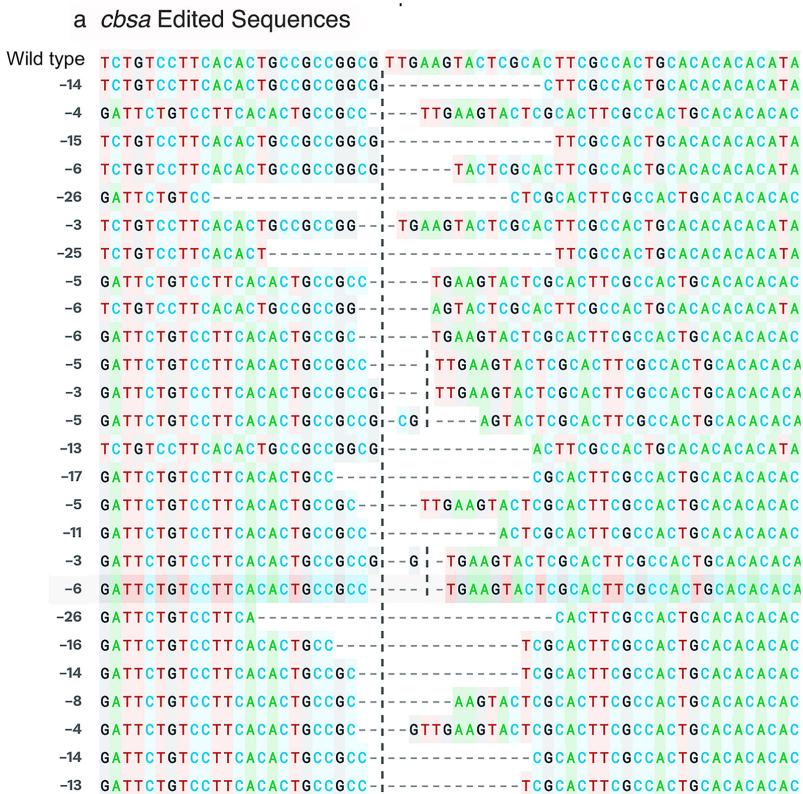 a cbsa Edited Sequences
Wild type TCTGTCCTTCACACTGCCGCCGGCG TTGAAGTACTCGCACTTCGCCACTGCACACACACATA
−14 TCTGTCCTTCACACTGCCGCCGGCG--------------CTTCGCCACTGCACACACACATA
−4 GATTCTGTCCTTCACACTGCCGCC----TTGAAGTACTCGCACTTCGCCACTGCACACACAC
−15 TCTGTCCTTCACACTGCCGCCGGCG---------------TTCGCCACTGCACACACACATA
−6 TCTGTCCTTCACACTGCCGCCGGCG------TACTCGCACTTCGCCACTGCACACACACATA
−26 GATTCTGTCC--------------------------CTCGCACTTCGCCACTGCACACACAC
−3 TCTGTCCTTCACACTGCCGCCGG---TGAAGTACTCGCACTTCGCCACTGCACACACACATA
−25 TCTGTCCTTCACACT-------------------------TTCGCCACTGCACACACACATA
−5 GATTCTGTCCTTCACACTGCCGCC-----TGAAGTACTCGCACTTCGCCACTGCACACACAC
−6 TCTGTCCTTCACACTGCCGCCGG------AGTACTCGCACTTCGCCACTGCACACACACATA
−6 GATTCTGTCCTTCACACTGCCGC------TGAAGTACTCGCACTTCGCCACTGCACACACAC
−5 GATTCTGTCCTTCACACTGCCGCC-----TTGAAGTACTCGCACTTCGCCACTGCACACACA
−3 GATTCTGTCCTTCACACTGCCGCCG----TTGAAGTACTCGCACTTCGCCACTGCACACACA
−5 GATTCTGTCCTTCACACTGCCGCCG-CG-----AGTACTCGCACTTCGCCACTGCACACACA
−13 TCTGTCCTTCACACTGCCGCCGGCG-------------ACTTCGCCACTGCACACACACATA
−17 GATTCTGTCCTTCACACTGCC-----------------CGCACTTCGCCACTGCACACACAC
−5 GATTCTGTCCTTCACACTGCCGC-----TTGAAGTACTCGCACTTCGCCACTGCACACACAC
−11 GATTCTGTCCTTCACACTGCCGCC-----------ACTCGCACTTCGCCACTGCACACACAC
−3 GATTCTGTCCTTCACACTGCCGCCG--G--TGAAGTACTCGCACTTCGCCACTGCACACACA
−6 GATTCTGTCCTTCACACTGCCGCC------TGAAGTACTCGCACTTCGCCACTGCACACACA
−26 GATTCTGTCCTTCA--------------------------CACTTCGCCACTGCACACACAC
−16 GATTCTGTCCTTCACACTGCC----------------TCGCACTTCGCCACTGCACACACAC
−14 GATTCTGTCCTTCACACTGCCGC--------------TCGCACTTCGCCACTGCACACACAC
−8 GATTCTGTCCTTCACACTGCCGC--------AAGTACTCGCACTTCGCCACTGCACACACAC
−4 GATTCTGTCCTTCACACTGCCGC----GTTGAAGTACTCGCACTTCGCCACTGCACACACAC
−14 GATTCTGTCCTTCACACTGCCGCC--------------CGCACTTCGCCACTGCACACACAC
−13 GATTCTGTCCTTCACACTGCCGCC-------------TCGCACTTCGCCACTGCACACACAC